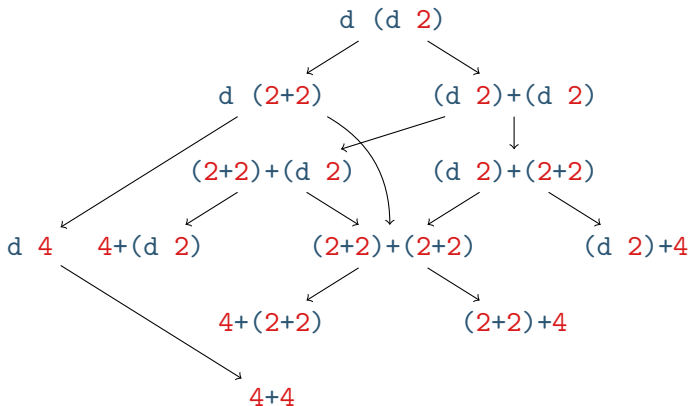 d (d 2)
d (2+2) (d 2)+(d 2)
(2+2)+(d 2) (d 2)+(2+2)
d 4 4+(d 2) (2+2)+(2+2) (d 2)+4
4+(2+2) (2+2)+4
4+4